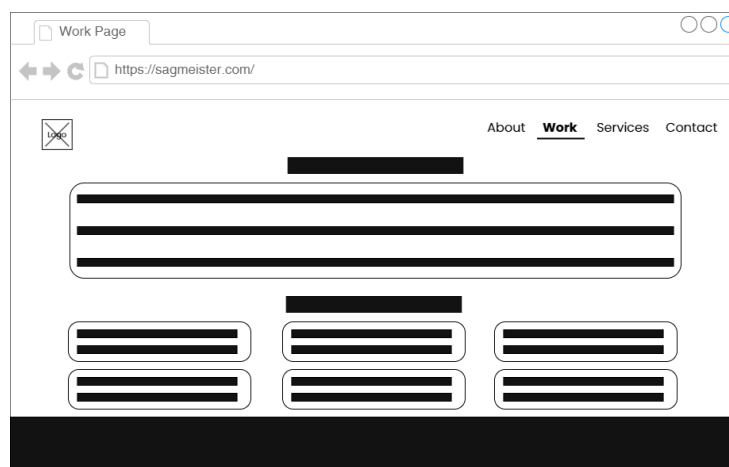 Work Page
https://sagmeister.com/
Logo
About Work Services Contact